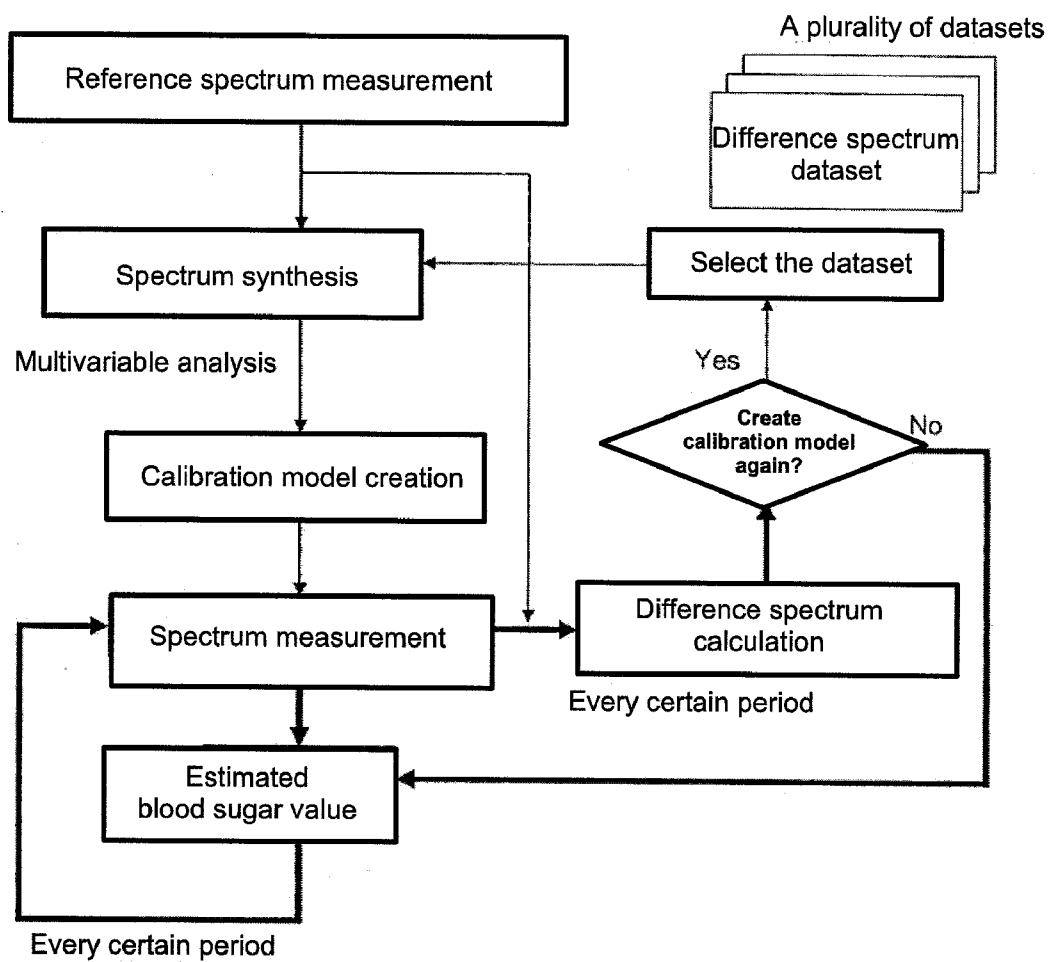 A plurality of datasets
Reference spectrum measurement
Difference spectrum
dataset
Spectrum synthesis
Select the dataset
Multivariable analysis
Yes
Create
calibration model
again?
No
Calibration model creation
Spectrum measurement
Difference spectrum
calculation
Every certain period
Estimated
blood sugar value
Every certain period